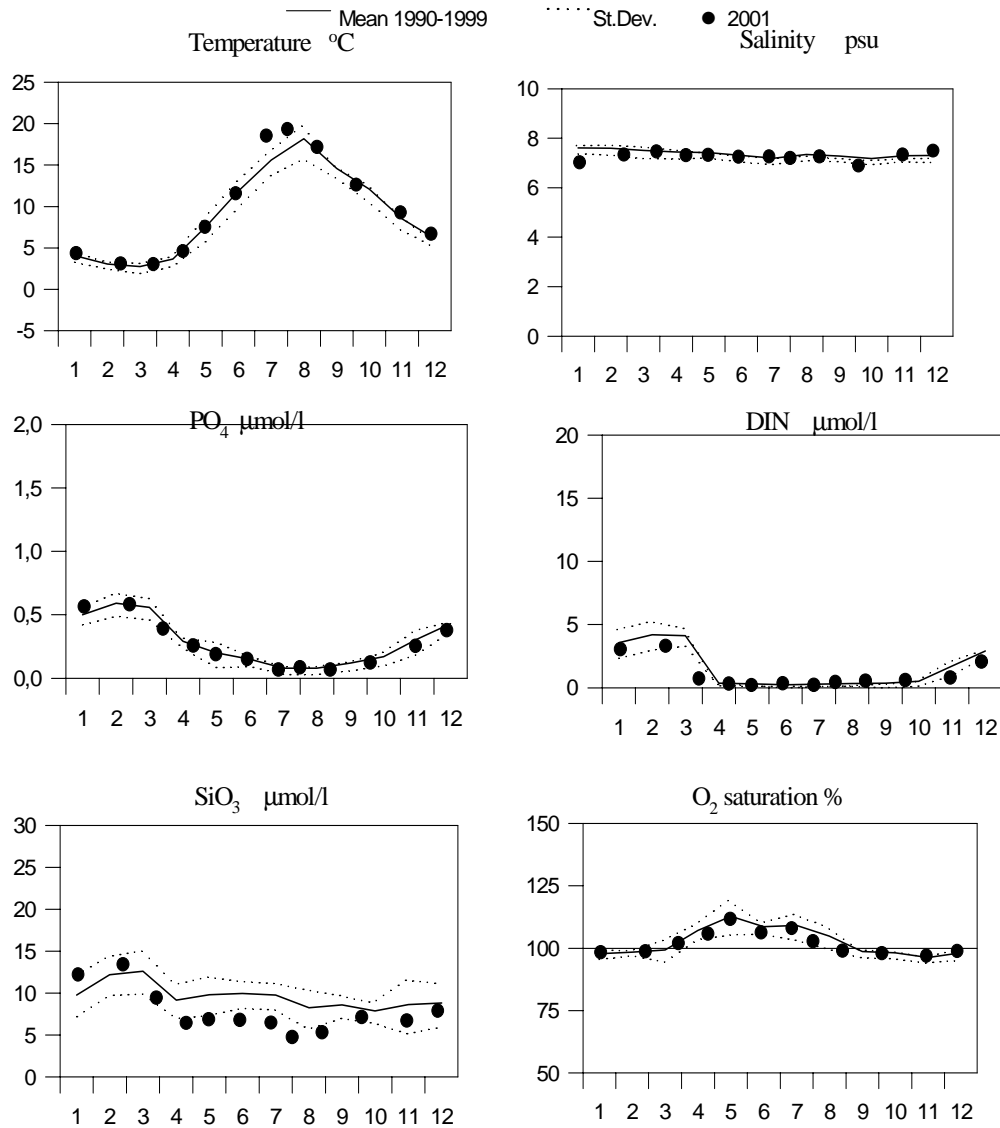 Mean 1990-1999 St.Dev. 2001
Temperature °C Salinity psu
25
20
15
10
5
0
-5
1 2 3 4 5 6 7 8 9 10 11 12
10
8
6
4
2
0
1 2 3 4 5 6 7 8 9 10 11 12
PO4 µmol/l
2,0
1,5
1,0
0,5
0,0
1 2 3 4 5 6 7 8 9 10 11 12
DIN µmol/l
20
15
10
5
0
1 2 3 4 5 6 7 8 9 10 11 12
SiO3 µmol/l
30
25
20
15
10
5
0
1 2 3 4 5 6 7 8 9 10 11 12
O2 saturation %
150
125
100
75
50
1 2 3 4 5 6 7 8 9 10 11 12